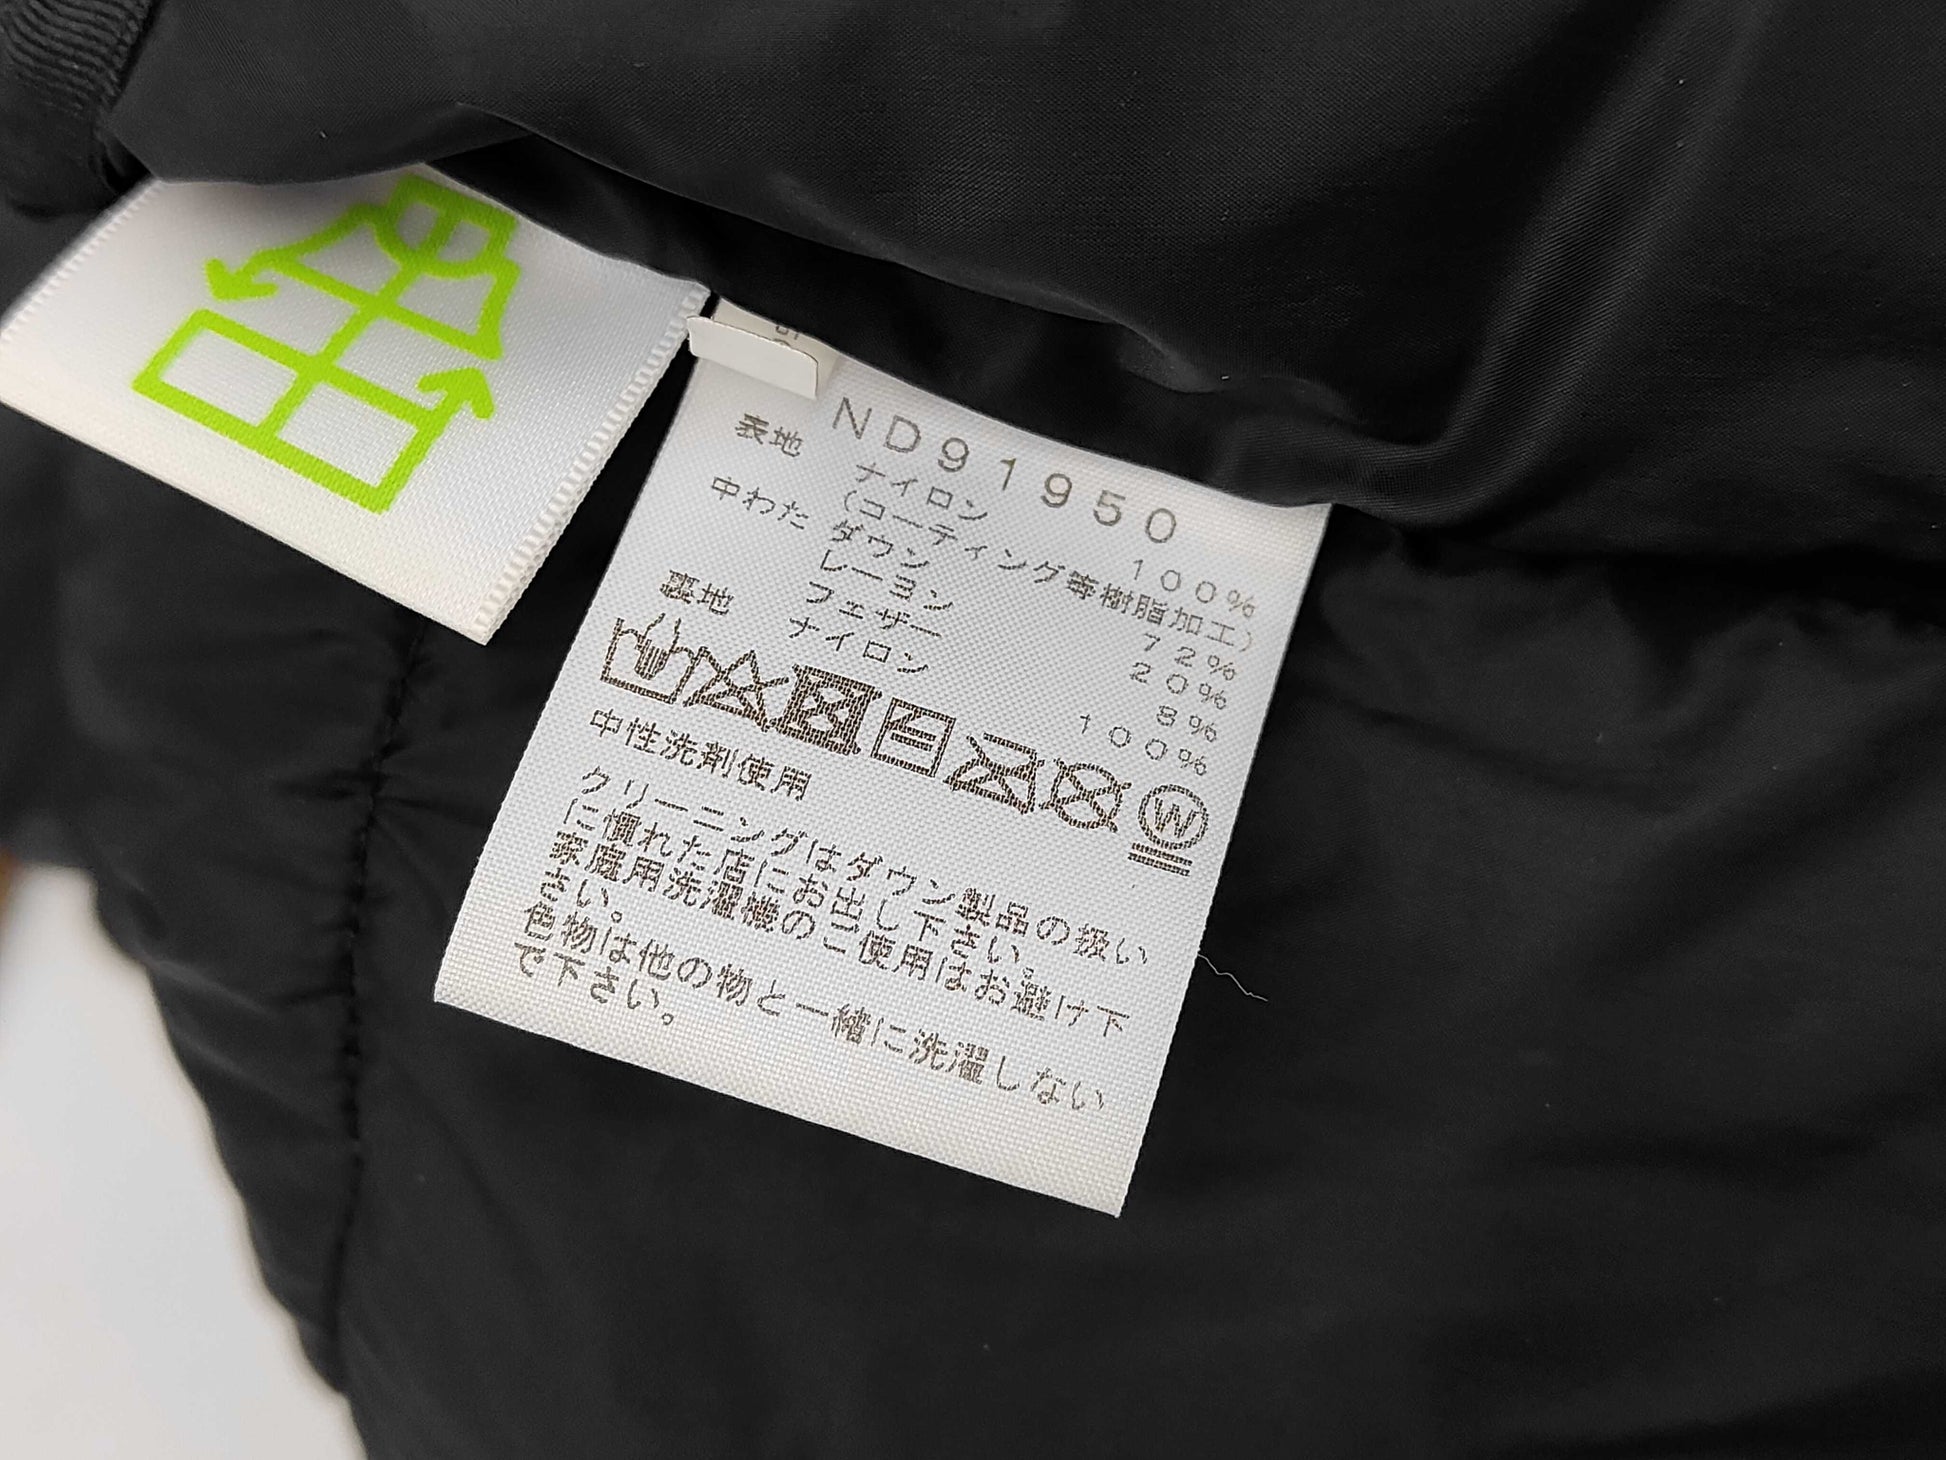 ND91950
表地 ナイロン 100%
(コーティング等樹脂加工)
中わた ダウン 72%
レーヨン 20%
フェザー 8%
裏地 ナイロン 100%
中性洗剤使用
クリーニングはダウン製品の扱い
に慣れた店にお出し下さい。
家庭用洗濯機のご使用はお避け下
さい。
色物は他の物と一緒に洗濯しない
で下さい。